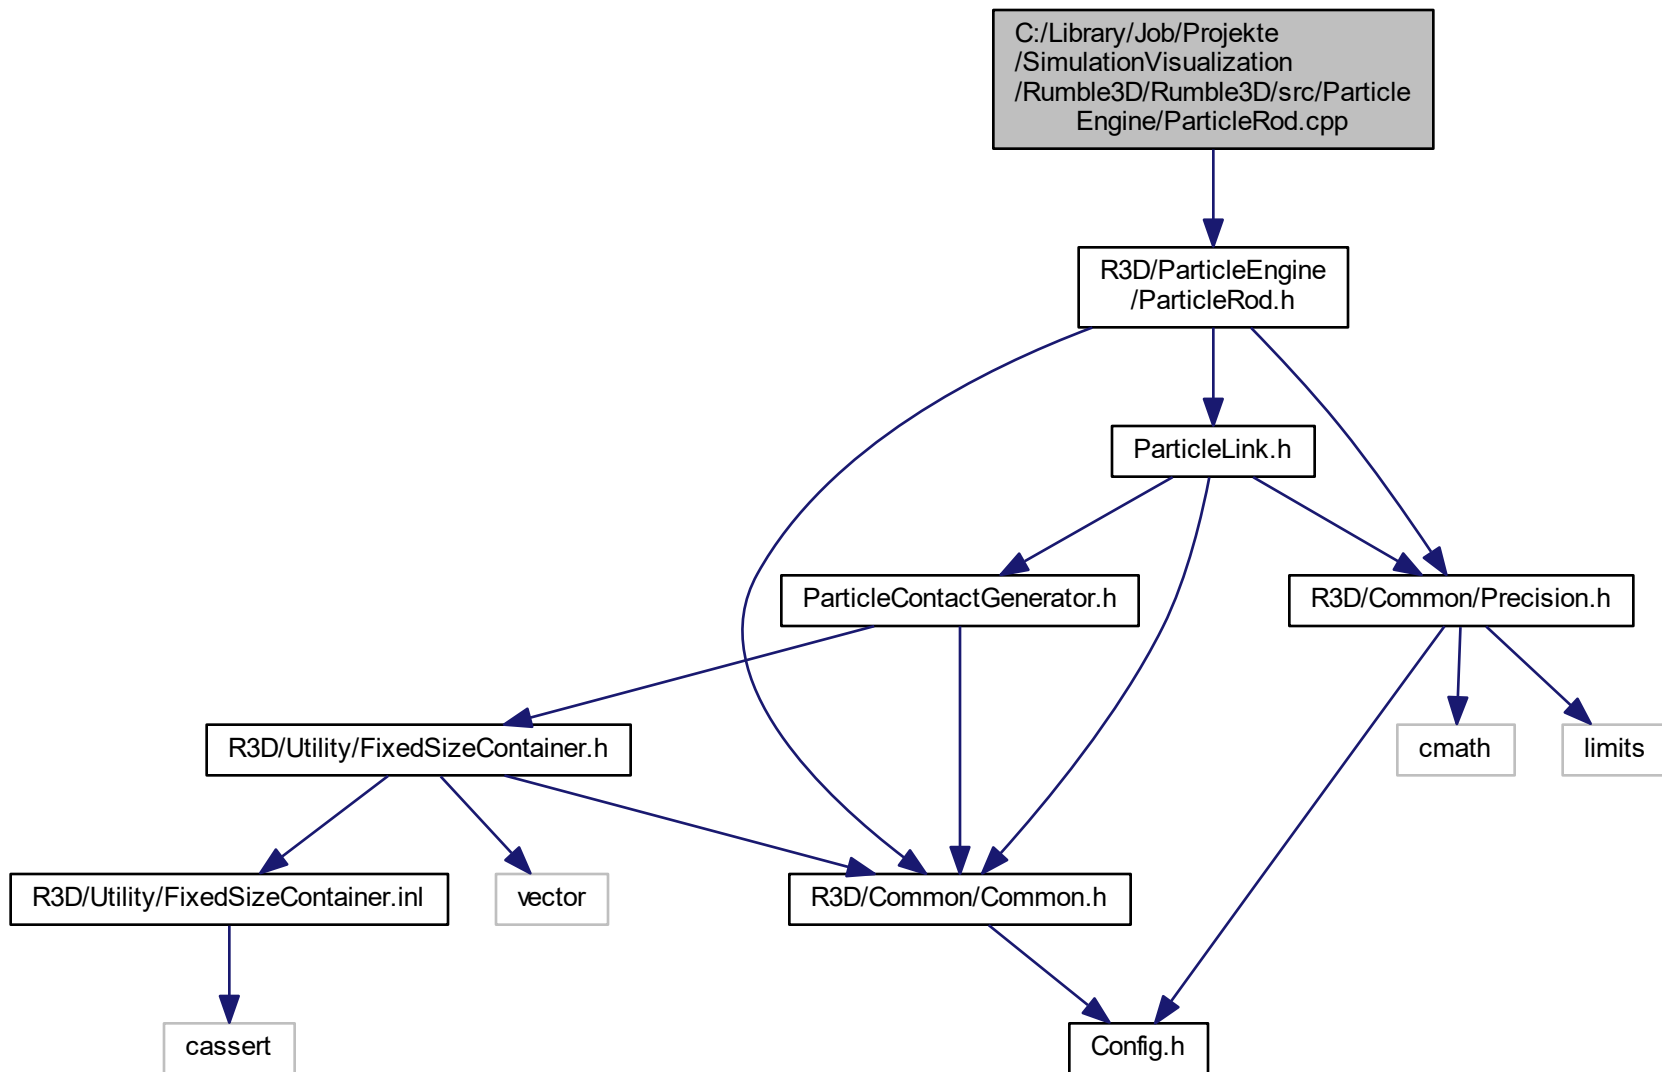 C:/Library/Job/Projekte
/SimulationVisualization
/Rumble3D/Rumble3D/src/Particle
Engine/ParticleRod.cpp
R3D/ParticleEngine
/ParticleRod.h
ParticleLink.h
ParticleContactGenerator.h
R3D/Common/Precision.h
R3D/Utility/FixedSizeContainer.h
cmath
limits
R3D/Utility/FixedSizeContainer.inl
vector
R3D/Common/Common.h
cassert
Config.h